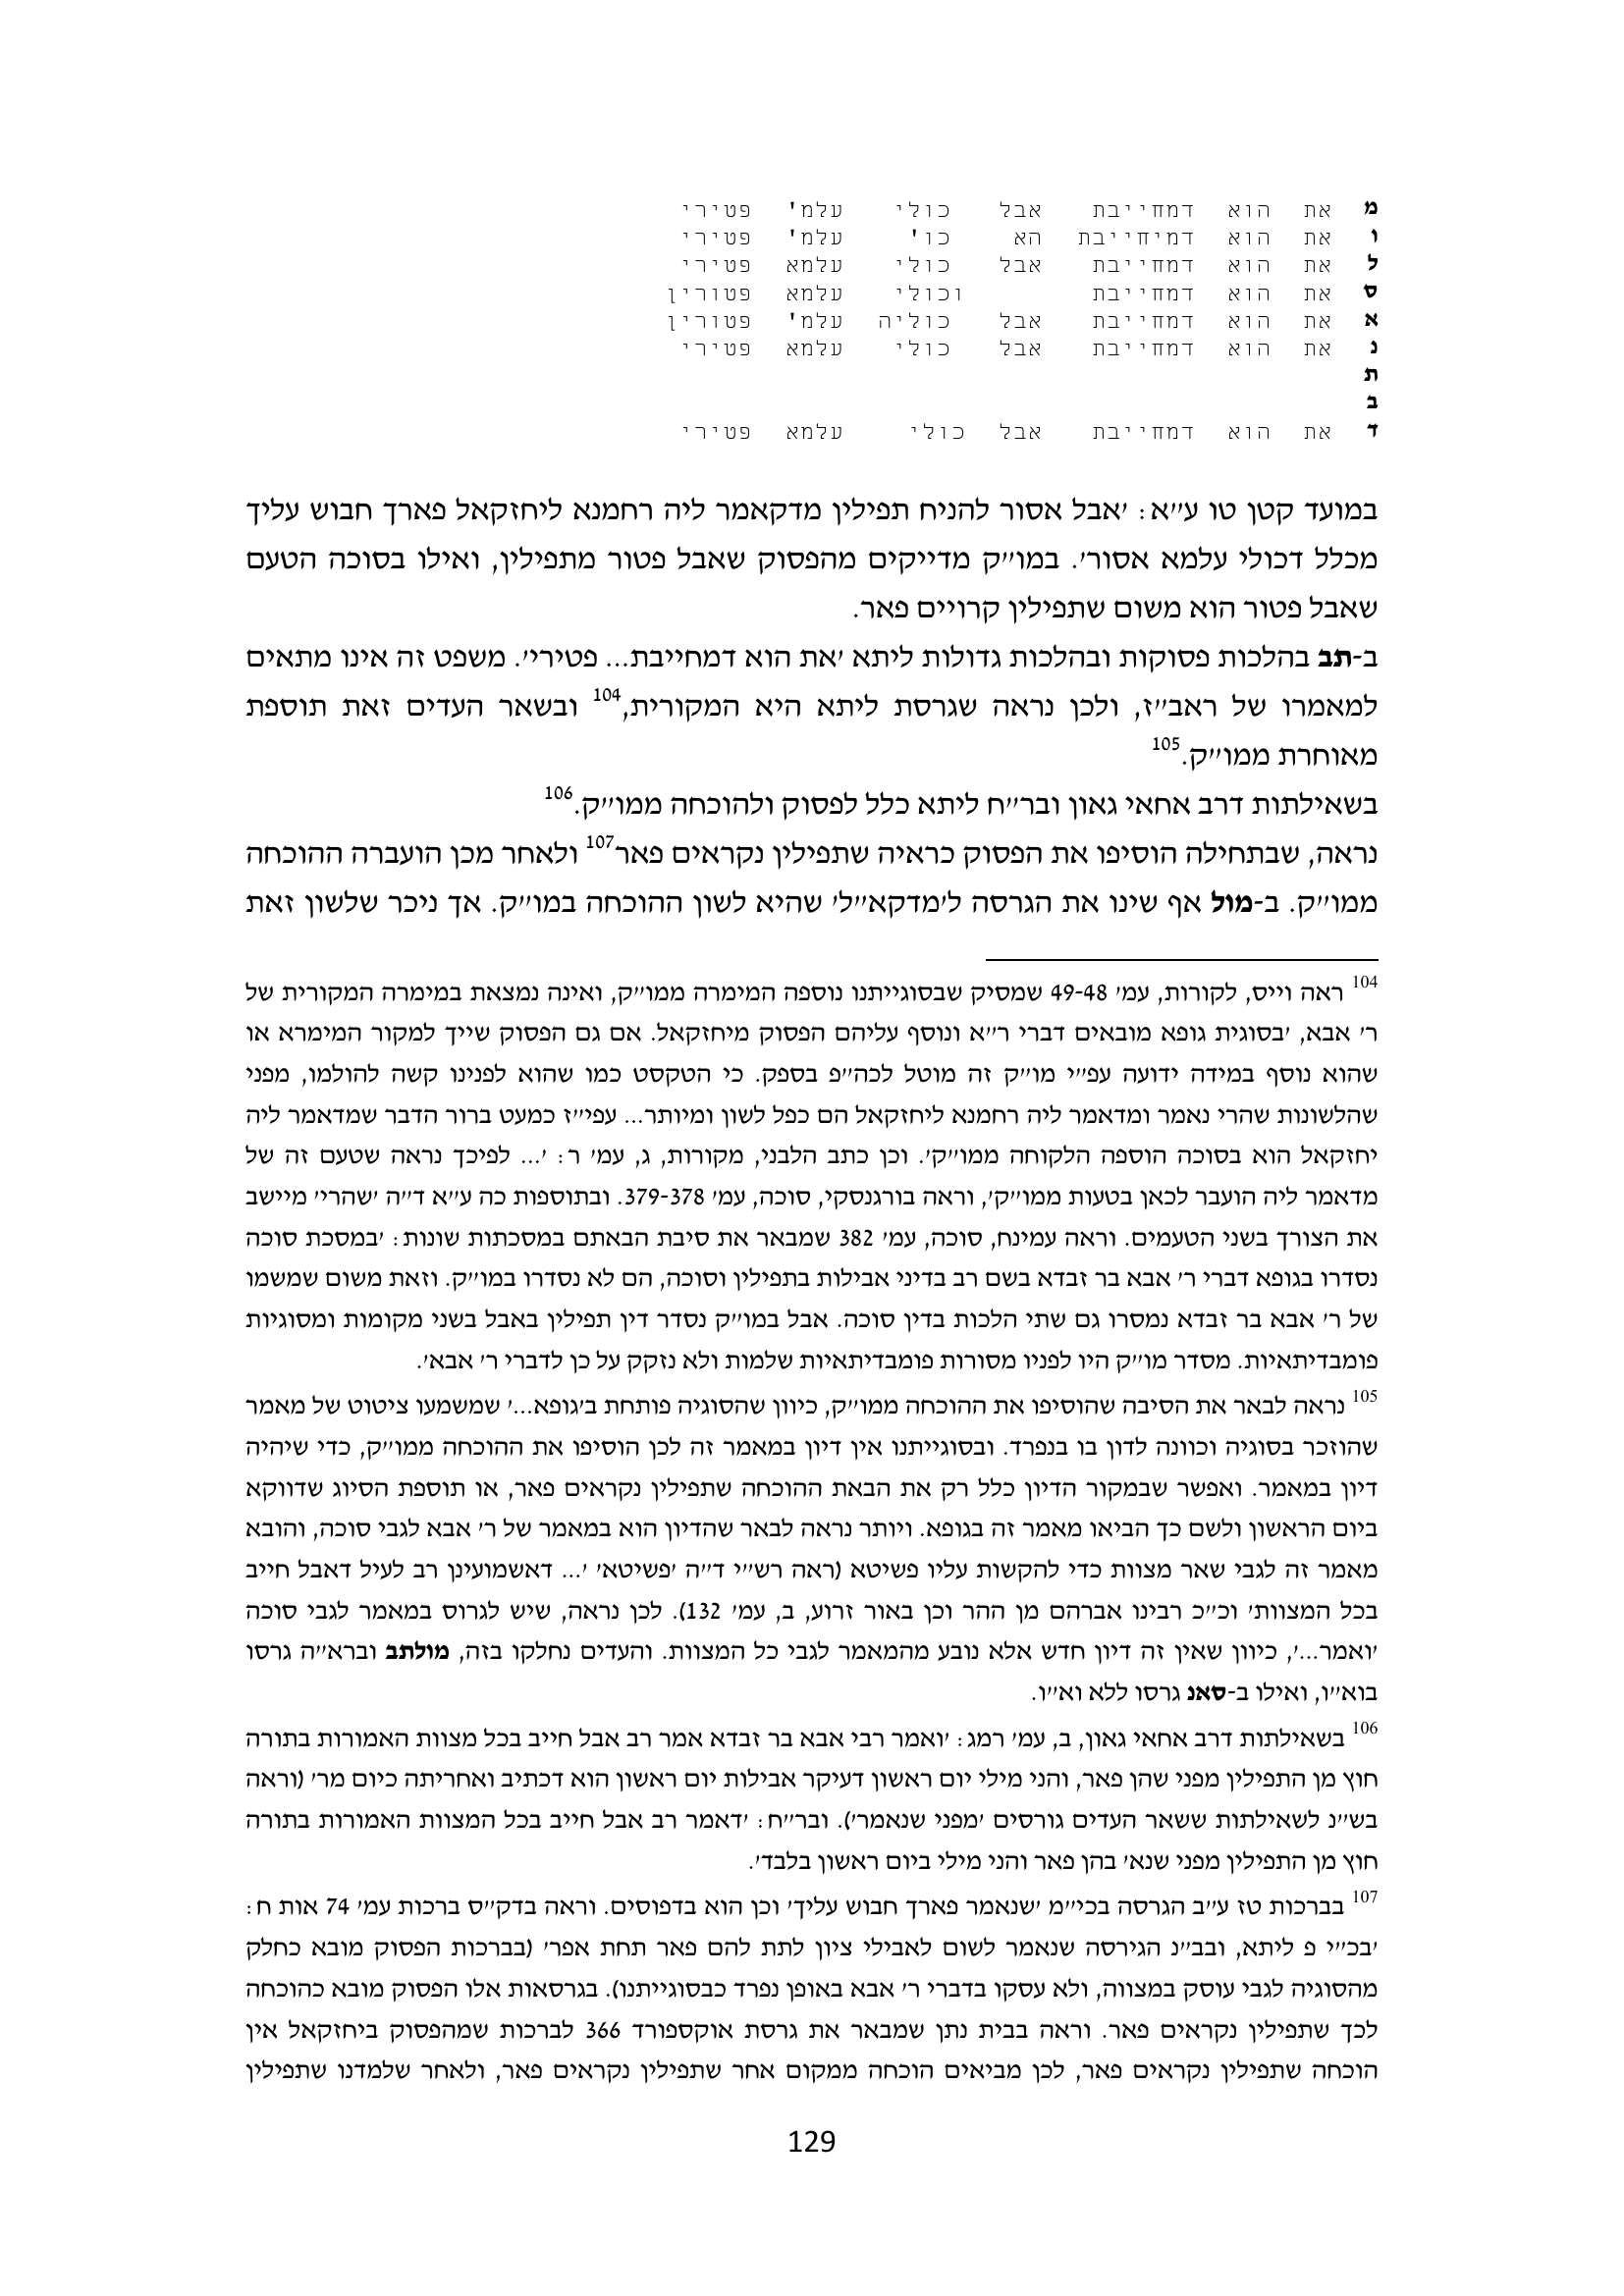 מ את הוא דמחייבת אבל כולי עלמ' פטירי
ו את הוא דמיחייבת הא כו' עלמ' פטירי
ל את הוא דמחייבת אבל כולי עלמא פטירי
ס את הוא דמחייבת וכולי עלמא פטורין
א את הוא דמחייבת אבל כוליה עלמ' פטורין
נ את הוא דמחייבת אבל כולי עלמא פטירי
ת
ב
ד את הוא דמחייבת אבל כולי עלמא פטירי
במועד קטן טו ע״א: ׳אבל אסור להניח תפילין מדקאמר ליה רחמנא ליחזקאל פארך חבוש עליך
מכלל דכולי עלמא אסור׳. במו״ק מדייקים מהפסוק שאבל פטור מתפילין, ואילו בסוכה הטעם
שאבל פטור הוא משום שתפילין קרויים פאר.
ב-תב בהלכות פסוקות ובהלכות גדולות ליתא ׳את הוא דמחייבת... פטירי׳. משפט זה אינו מתאים
למאמרו של ראב״ז, ולכן נראה שגרסת ליתא היא המקורית,104 ובשאר העדים זאת תוספת
מאוחרת ממו״ק.105
בשאילתות דרב אחאי גאון ובר״ח ליתא כלל לפסוק ולהוכחה ממו״ק.106
נראה, שבתחילה הוסיפו את הפסוק כראיה שתפילין נקראים פאר107 ולאחר מכן הועברה ההוכחה
ממו״ק. ב-מול אף שינו את הגרסה ל׳מדקא״ל׳ שהיא לשון ההוכחה במו״ק. אך ניכר שלשון זאת
104 ראה וייס, לקורות, עמ׳ 49-48 שמסיק שבסוגייתנו נוספה המימרה ממו״ק, ואינה נמצאת במימרה המקורית של
ר׳ אבא, ׳בסוגית גופא מובאים דברי ר״א ונוסף עליהם הפסוק מיחזקאל. אם גם הפסוק שייך למקור המימרא או
שהוא נוסף במידה ידועה עפ״י מו״ק זה מוטל לכה״פ בספק. כי הטקסט כמו שהוא לפנינו קשה להולמו, מפני
שהלשונות שהרי נאמר ומדאמר ליה רחמנא ליחזקאל הם כפל לשון ומיותר... עפי״ז כמעט ברור הדבר שמדאמר ליה
יחזקאל הוא בסוכה הוספה הלקוחה ממו״ק׳. וכן כתב הלבני, מקורות, ג, עמ׳ ר: ׳... לפיכך נראה שטעם זה של
מדאמר ליה הועבר לכאן בטעות ממו״ק׳, וראה בורגנסקי, סוכה, עמ׳ 379-378. ובתוספות כה ע״א ד״ה ׳שהרי׳ מיישב
את הצורך בשני הטעמים. וראה עמינח, סוכה, עמ׳ 382 שמבאר את סיבת הבאתם במסכתות שונות: ׳במסכת סוכה
נסדרו בגופא דברי ר׳ אבא בר זבדא בשם רב בדיני אבילות בתפילין וסוכה, הם לא נסדרו במו״ק. וזאת משום שמשמו
של ר׳ אבא בר זבדא נמסרו גם שתי הלכות בדין סוכה. אבל במו״ק נסדר דין תפילין באבל בשני מקומות ומסוגיות
פומבדיתאיות. מסדר מו״ק היו לפניו מסורות פומבדיתאיות שלמות ולא נזקק על כן לדברי ר׳ אבא׳.
105 נראה לבאר את הסיבה שהוסיפו את ההוכחה ממו״ק, כיוון שהסוגיה פותחת ב׳גופא...׳ שמשמעו ציטוט של מאמר
שהוזכר בסוגיה וכוונה לדון בו בנפרד. ובסוגייתנו אין דיון במאמר זה לכן הוסיפו את ההוכחה ממו״ק, כדי שיהיה
דיון במאמר. ואפשר שבמקור הדיון כלל רק את הבאת ההוכחה שתפילין נקראים פאר, או תוספת הסיוג שדווקא
ביום הראשון ולשם כך הביאו מאמר זה בגופא. ויותר נראה לבאר שהדיון הוא במאמר של ר׳ אבא לגבי סוכה, והובא
מאמר זה לגבי שאר מצוות כדי להקשות עליו פשיטא (ראה רש״י ד״ה ׳פשיטא׳ ׳... דאשמועינן רב לעיל דאבל חייב
בכל המצוות׳ וכ״כ רבינו אברהם מן ההר וכן באור זרוע, ב, עמ׳ 132). לכן נראה, שיש לגרוס במאמר לגבי סוכה
׳ואמר...׳, כיוון שאין זה דיון חדש אלא נובע מהמאמר לגבי כל המצוות. והעדים נחלקו בזה, מולתב וברא״ה גרסו
בוא״ו, ואילו ב-סאנ גרסו ללא וא״ו.
106 בשאילתות דרב אחאי גאון, ב, עמ׳ רמג: ׳ואמר רבי אבא בר זבדא אמר רב אבל חייב בכל מצוות האמורות בתורה
חוץ מן התפילין מפני שהן פאר, והני מילי יום ראשון דעיקר אבילות יום ראשון הוא דכתיב ואחריתה כיום מר׳ (וראה
בש״נ לשאילתות ששאר העדים גורסים ׳מפני שנאמר׳). ובר״ח: ׳דאמר רב אבל חייב בכל המצוות האמורות בתורה
חוץ מן התפילין מפני שנא׳ בהן פאר והני מילי ביום ראשון בלבד׳.
107 בברכות טז ע״ב הגרסה בכי״מ ׳שנאמר פארך חבוש עליך׳ וכן הוא בדפוסים. וראה בדק״ס ברכות עמ׳ 74 אות ח:
׳בכ״י פ ליתא, ובב״נ הגירסה שנאמר לשום לאבילי ציון לתת להם פאר תחת אפר׳ (בברכות הפסוק מובא כחלק
מהסוגיה לגבי עוסק במצווה, ולא עסקו בדברי ר׳ אבא באופן נפרד כבסוגייתנו). בגרסאות אלו הפסוק מובא כהוכחה
לכך שתפילין נקראים פאר. וראה בבית נתן שמבאר את גרסת אוקספורד 366 לברכות שמהפסוק ביחזקאל אין
הוכחה שתפילין נקראים פאר, לכן מביאים הוכחה ממקום אחר שתפילין נקראים פאר, ולאחר שלמדנו שתפילין
129